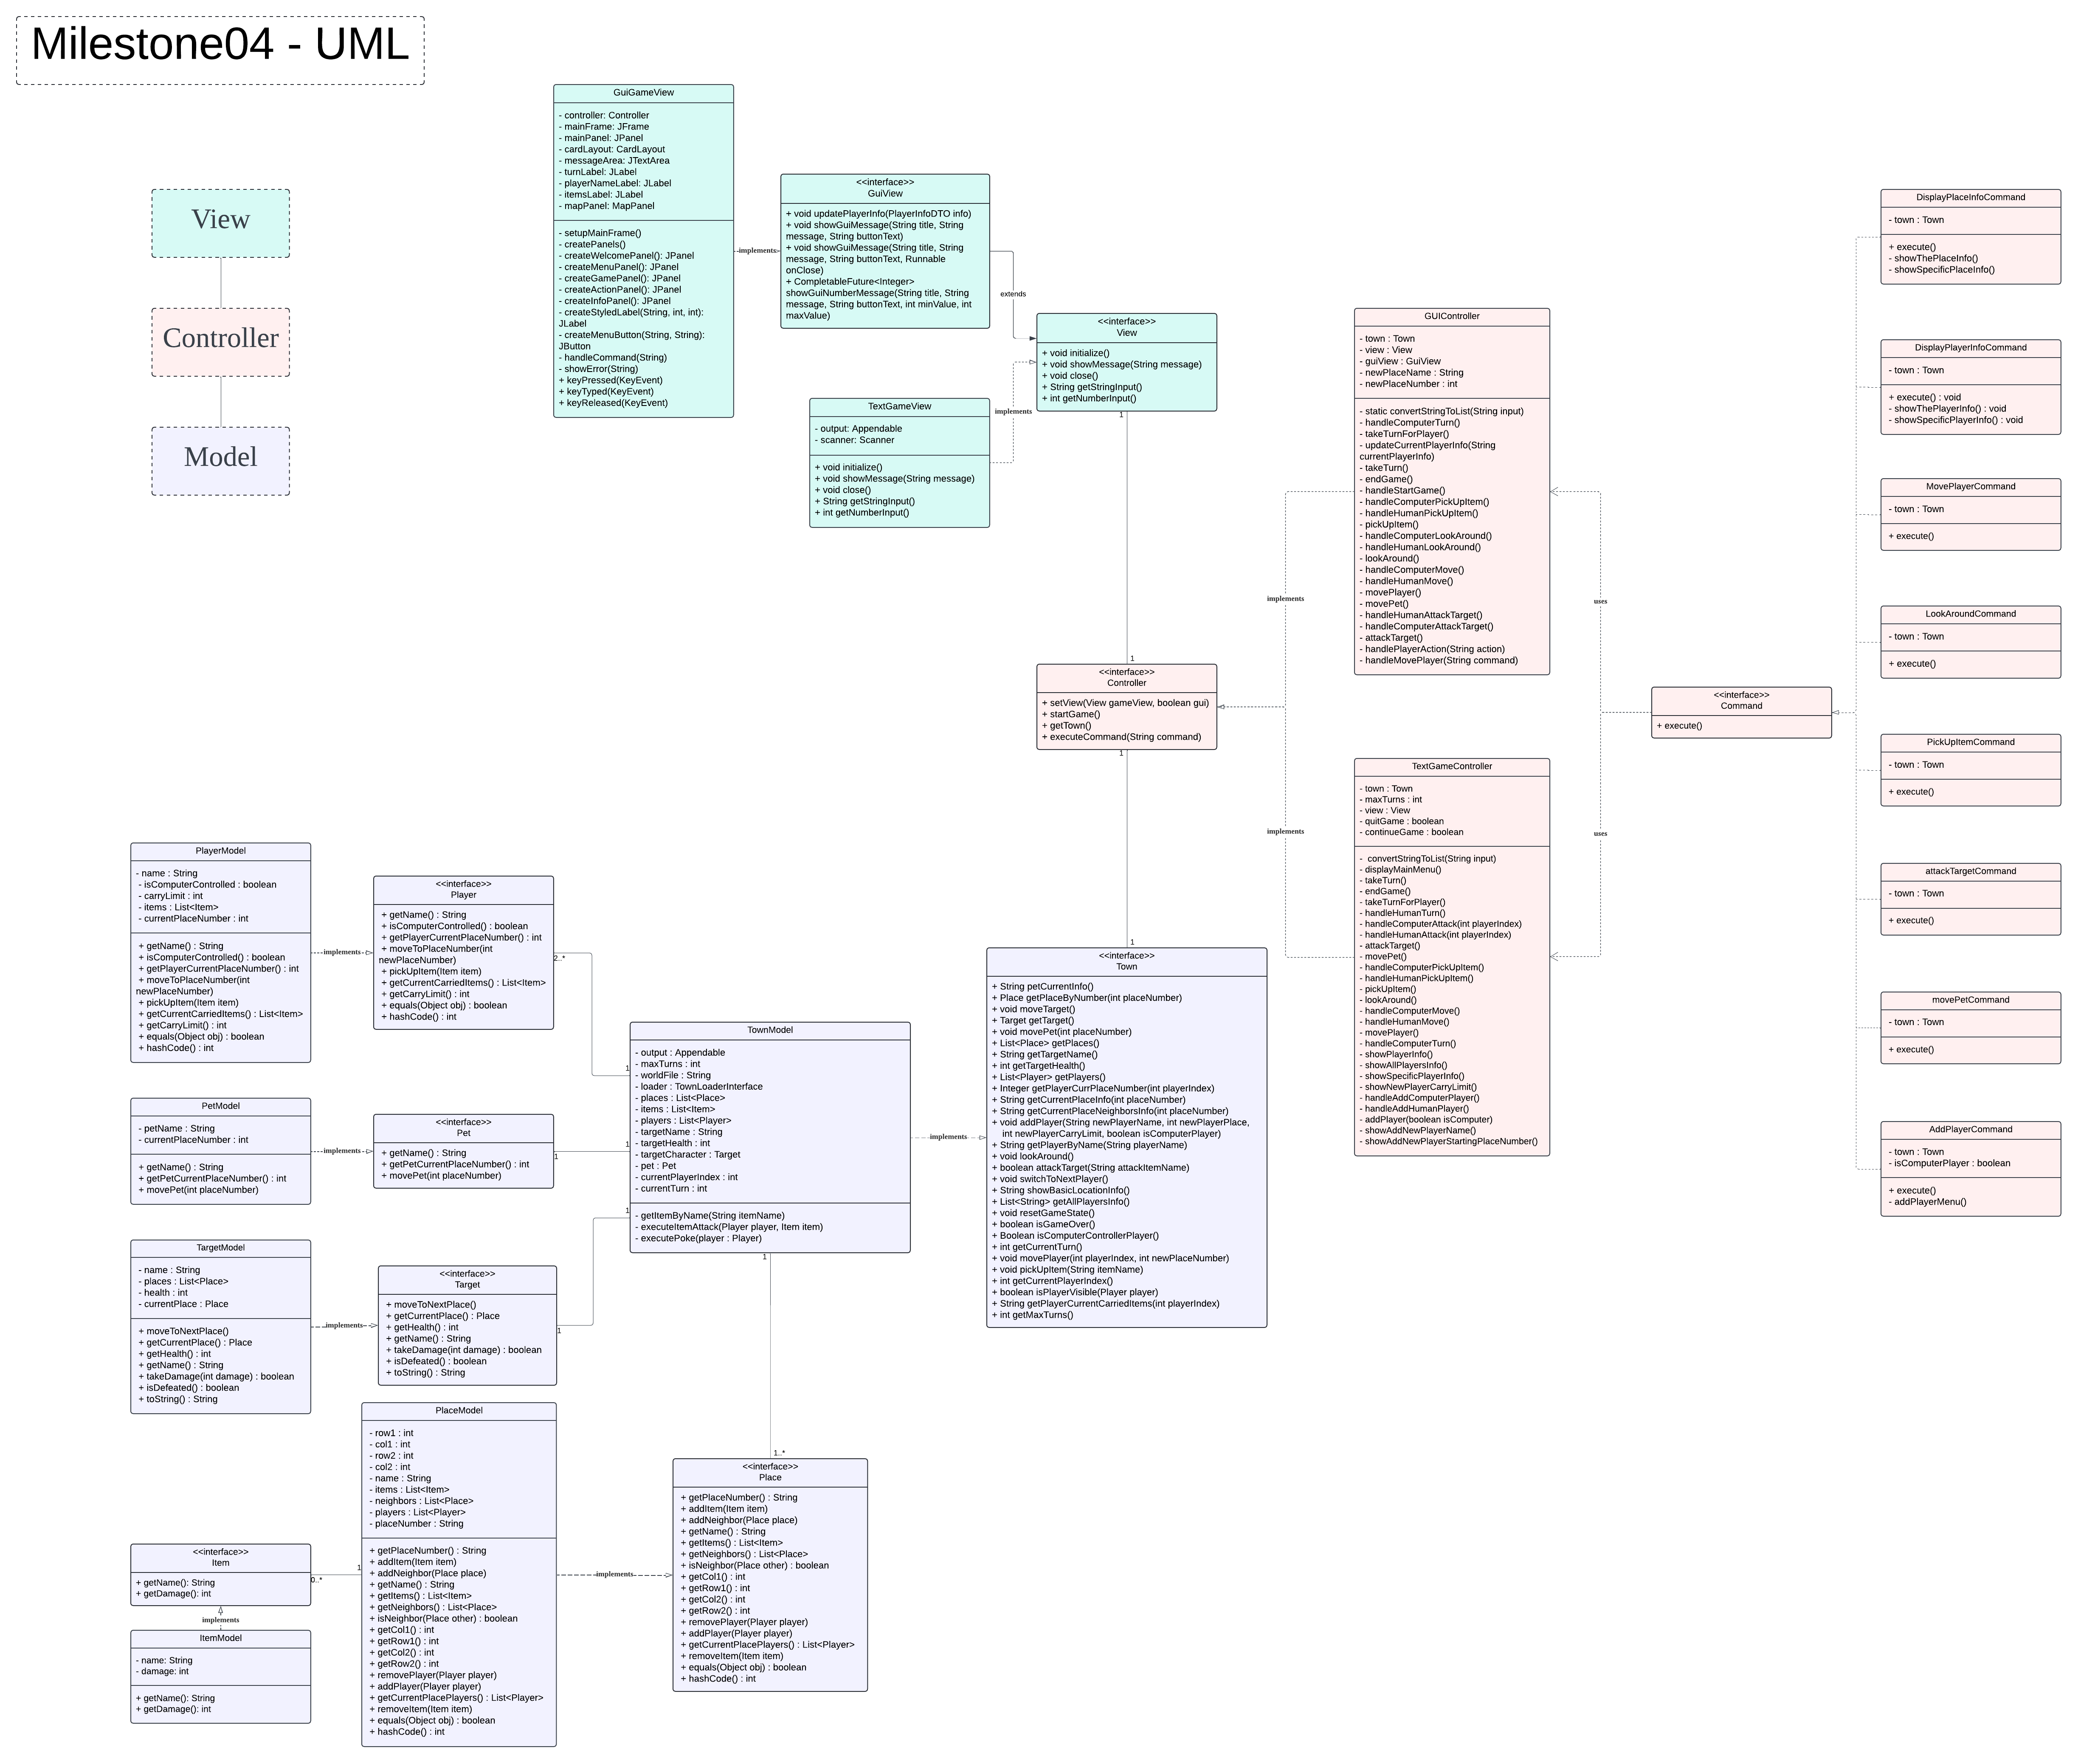 Milestone04 - UML
View
Controller
Model
GuiGameView
- controller: Controller
- mainFrame: JFrame
- mainPanel: JPanel
- cardLayout: CardLayout
- messageArea: JTextArea
- turnLabel: JLabel
- playerNameLabel: JLabel
- itemsLabel: JLabel
- mapPanel: MapPanel
- setupMainFrame()
- createPanels()
- createWelcomePanel(): JPanel
- createMenuPanel(): JPanel
- createGamePanel(): JPanel
- createActionPanel(): JPanel
- createInfoPanel(): JPanel
- createStyledLabel(String, int, int):
JLabel
- createMenuButton(String, String):
JButton
- handleCommand(String)
- showError(String)
+ keyPressed(KeyEvent)
+ keyTyped(KeyEvent)
+ keyReleased(KeyEvent)
implements
<<interface>>
GuiView
+ void updatePlayerInfo(PlayerInfoDTO info)
+ void showGuiMessage(String title, String
message, String buttonText)
+ void showGuiMessage(String title, String
message, String buttonText, Runnable
onClose)
+ CompletableFuture<Integer>
showGuiNumberMessage(String title, String
message, String buttonText, int minValue, int
maxValue)
extends
<<interface>>
View
+ void initialize()
+ void showMessage(String message)
+ void close()
+ String getStringInput()
+ int getNumberInput()
1
implements
TextGameView
- output: Appendable
- scanner: Scanner
+ void initialize()
+ void showMessage(String message)
+ void close()
+ String getStringInput()
+ int getNumberInput()
1
<<interface>>
Controller
+ setView(View gameView, boolean gui)
+ startGame()
+ getTown()
+ executeCommand(String command)
1
implements
implements
GUIController
- town : Town
- view : View
- guiView : GuiView
- newPlaceName : String
- newPlaceNumber : int
- static convertStringToList(String input)
- handleComputerTurn()
- takeTurnForPlayer()
- updateCurrentPlayerInfo(String
currentPlayerInfo)
- takeTurn()
- endGame()
- handleStartGame()
- handleComputerPickUpItem()
- handleHumanPickUpItem()
- pickUpItem()
- handleComputerLookAround()
- handleHumanLookAround()
- lookAround()
- handleComputerMove()
- handleHumanMove()
- movePlayer()
- movePet()
- handleHumanAttackTarget()
- handleComputerAttackTarget()
- attackTarget()
- handlePlayerAction(String action)
- handleMovePlayer(String command)
TextGameController
- town : Town
- maxTurns : int
- view : View
- quitGame : boolean
- continueGame : boolean
- convertStringToList(String input)
- displayMainMenu()
- takeTurn()
- endGame()
- takeTurnForPlayer()
- handleHumanTurn()
- handleComputerAttack(int playerIndex)
- handleHumanAttack(int playerIndex)
- attackTarget()
- movePet()
- handleComputerPickUpItem()
- handleHumanPickUpItem()
- pickUpItem()
- lookAround()
- handleComputerMove()
- handleHumanMove()
- movePlayer()
- handleComputerTurn()
- showPlayerInfo()
- showAllPlayersInfo()
- showSpecificPlayerInfo()
- showNewPlayerCarryLimit()
- handleAddComputerPlayer()
- handleAddHumanPlayer()
- addPlayer(boolean isComputer)
- showAddNewPlayerName()
- showAddNewPlayerStartingPlaceNumber()
uses
uses
<<interface>>
Command
+ execute()
DisplayPlaceInfoCommand
- town : Town
+ execute()
- showThePlaceInfo()
- showSpecificPlaceInfo()
DisplayPlayerInfoCommand
- town : Town
+ execute() : void
- showThePlayerInfo() : void
- showSpecificPlayerInfo() : void
MovePlayerCommand
- town : Town
+ execute()
LookAroundCommand
- town : Town
+ execute()
PickUpItemCommand
- town : Town
+ execute()
attackTargetCommand
- town : Town
+ execute()
movePetCommand
- town : Town
+ execute()
AddPlayerCommand
- town : Town
- isComputerPlayer : boolean
+ execute()
- addPlayerMenu()
PlayerModel
- name : String
- isComputerControlled : boolean
- carryLimit : int
- items : List<Item>
- currentPlaceNumber : int
+ getName() : String
+ isComputerControlled() : boolean
+ getPlayerCurrentPlaceNumber() : int
+ moveToPlaceNumber(int
newPlaceNumber)
+ pickUpItem(Item item)
+ getCurrentCarriedItems() : List<Item>
+ getCarryLimit() : int
+ equals(Object obj) : boolean
+ hashCode() : int
implements
<<interface>>
Player
+ getName() : String
+ isComputerControlled() : boolean
+ getPlayerCurrentPlaceNumber() : int
+ moveToPlaceNumber(int
newPlaceNumber)
+ pickUpItem(Item item)
+ getCurrentCarriedItems() : List<Item>
+ getCarryLimit() : int
+ equals(Object obj) : boolean
+ hashCode() : int
2..*
1
PetModel
- petName : String
- currentPlaceNumber : int
+ getName() : String
+ getPetCurrentPlaceNumber() : int
+ movePet(int placeNumber)
implements
<<interface>>
Pet
+ getName() : String
+ getPetCurrentPlaceNumber() : int
+ movePet(int placeNumber)
1
1
TargetModel
- name : String
- places : List<Place>
- health : int
- currentPlace : Place
+ moveToNextPlace()
+ getCurrentPlace() : Place
+ getHealth() : int
+ getName() : String
+ takeDamage(int damage) : boolean
+ isDefeated() : boolean
+ toString() : String
implements
<<interface>>
Target
+ moveToNextPlace()
+ getCurrentPlace() : Place
+ getHealth() : int
+ getName() : String
+ takeDamage(int damage) : boolean
+ isDefeated() : boolean
+ toString() : String
1
1
TownModel
- output : Appendable
- maxTurns : int
- worldFile : String
- loader : TownLoaderInterface
- places : List<Place>
- items : List<Item>
- players : List<Player>
- targetName : String
- targetHealth : int
- targetCharacter : Target
- pet : Pet
- currentPlayerIndex : int
- currentTurn : int
- getItemByName(String itemName)
- executeItemAttack(Player player, Item item)
- executePoke(player : Player)
1
implements
1
<<interface>>
Town
+ String petCurrentInfo()
+ Place getPlaceByNumber(int placeNumber)
+ void moveTarget()
+ Target getTarget()
+ void movePet(int placeNumber)
+ List<Place> getPlaces()
+ String getTargetName()
+ int getTargetHealth()
+ List<Player> getPlayers()
+ Integer getPlayerCurrPlaceNumber(int playerIndex)
+ String getCurrentPlaceInfo(int placeNumber)
+ String getCurrentPlaceNeighborsInfo(int placeNumber)
+ void addPlayer(String newPlayerName, int newPlayerPlace,
int newPlayerCarryLimit, boolean isComputerPlayer)
+ String getPlayerByName(String playerName)
+ void lookAround()
+ boolean attackTarget(String attackItemName)
+ void switchToNextPlayer()
+ String showBasicLocationInfo()
+ List<String> getAllPlayersInfo()
+ void resetGameState()
+ boolean isGameOver()
+ Boolean isComputerControllerPlayer()
+ int getCurrentTurn()
+ void movePlayer(int playerIndex, int newPlaceNumber)
+ void pickUpItem(String itemName)
+ int getCurrentPlayerIndex()
+ boolean isPlayerVisible(Player player)
+ String getPlayerCurrentCarriedItems(int playerIndex)
+ int getMaxTurns()
PlaceModel
- row1 : int
- col1 : int
- row2 : int
- col2 : int
- name : String
- items : List<Item>
- neighbors : List<Place>
- players : List<Player>
- placeNumber : String
+ getPlaceNumber() : String
+ addItem(Item item)
+ addNeighbor(Place place)
+ getName() : String
+ getItems() : List<Item>
+ getNeighbors() : List<Place>
+ isNeighbor(Place other) : boolean
+ getCol1() : int
+ getRow1() : int
+ getCol2() : int
+ getRow2() : int
+ removePlayer(Player player)
+ addPlayer(Player player)
+ getCurrentPlacePlayers() : List<Player>
+ removeItem(Item item)
+ equals(Object obj) : boolean
+ hashCode() : int
implements
1..*
<<interface>>
Place
+ getPlaceNumber() : String
+ addItem(Item item)
+ addNeighbor(Place place)
+ getName() : String
+ getItems() : List<Item>
+ getNeighbors() : List<Place>
+ isNeighbor(Place other) : boolean
+ getCol1() : int
+ getRow1() : int
+ getCol2() : int
+ getRow2() : int
+ removePlayer(Player player)
+ addPlayer(Player player)
+ getCurrentPlacePlayers() : List<Player>
+ removeItem(Item item)
+ equals(Object obj) : boolean
+ hashCode() : int
<<interface>>
Item
+ getName(): String
+ getDamage(): int
0..*
1
implements
ItemModel
- name: String
- damage: int
+ getName(): String
+ getDamage(): int